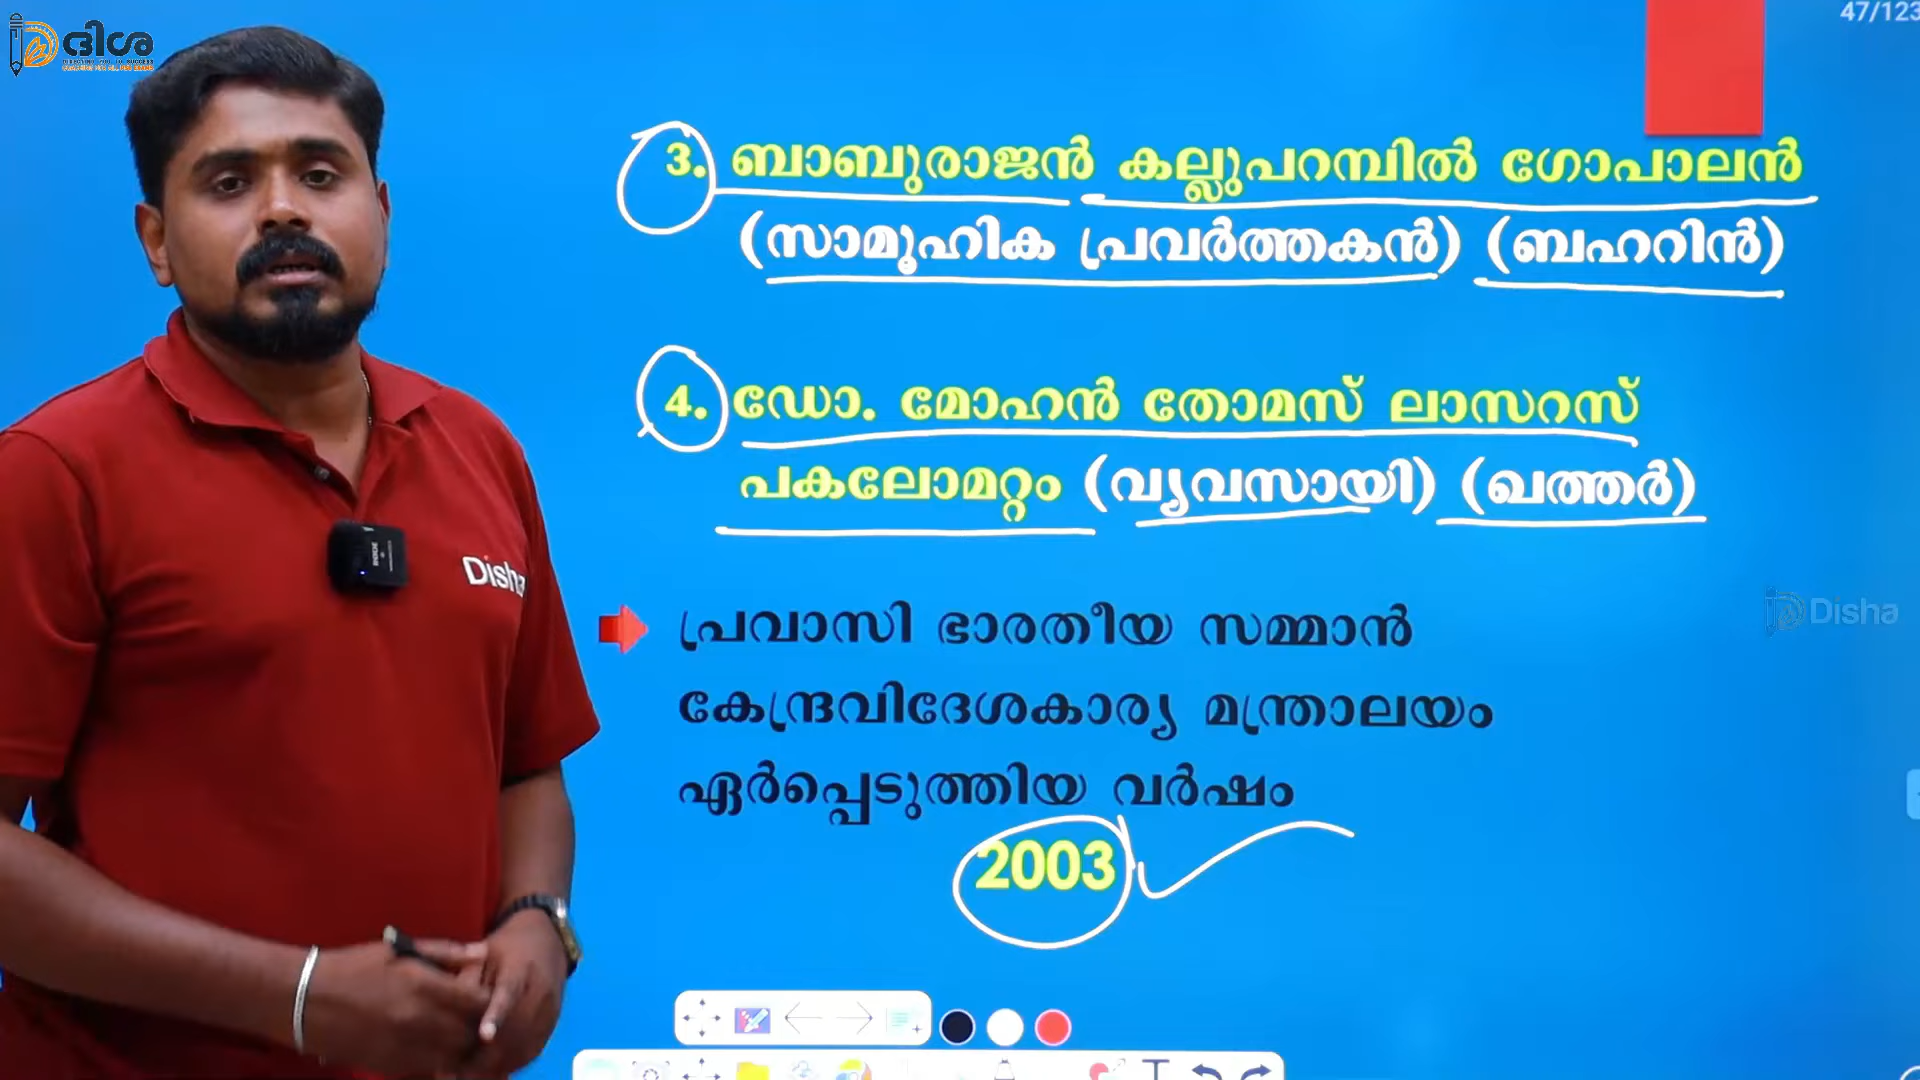 ദിശ
47/123
3. ബാബുരാജൻ കല്ലുപറമ്പിൽ ഗോപാലൻ
(സാമൂഹിക പ്രവർത്തകൻ) (ബഹറിൻ)
4. ഡോ. മോഹൻ തോമസ് ലാസറസ്
പകലോമറ്റം (വ്യവസായി) (ഖത്തർ)
Disha
Disha
പ്രവാസി ഭാരതീയ സമ്മാൻ
കേന്ദ്രവിദേശകാര്യ മന്ത്രാലയം
ഏർപ്പെടുത്തിയ വർഷം
2003